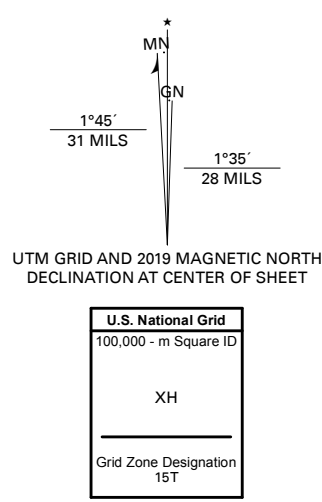 MN
GN
1°45´
31 MILS
1°35´
28 MILS
UTM GRID AND 2019 MAGNETIC NORTH
DECLINATION AT CENTER OF SHEET
U.S. National Grid
100,000 - m Square ID
XH
Grid Zone Designation
15T